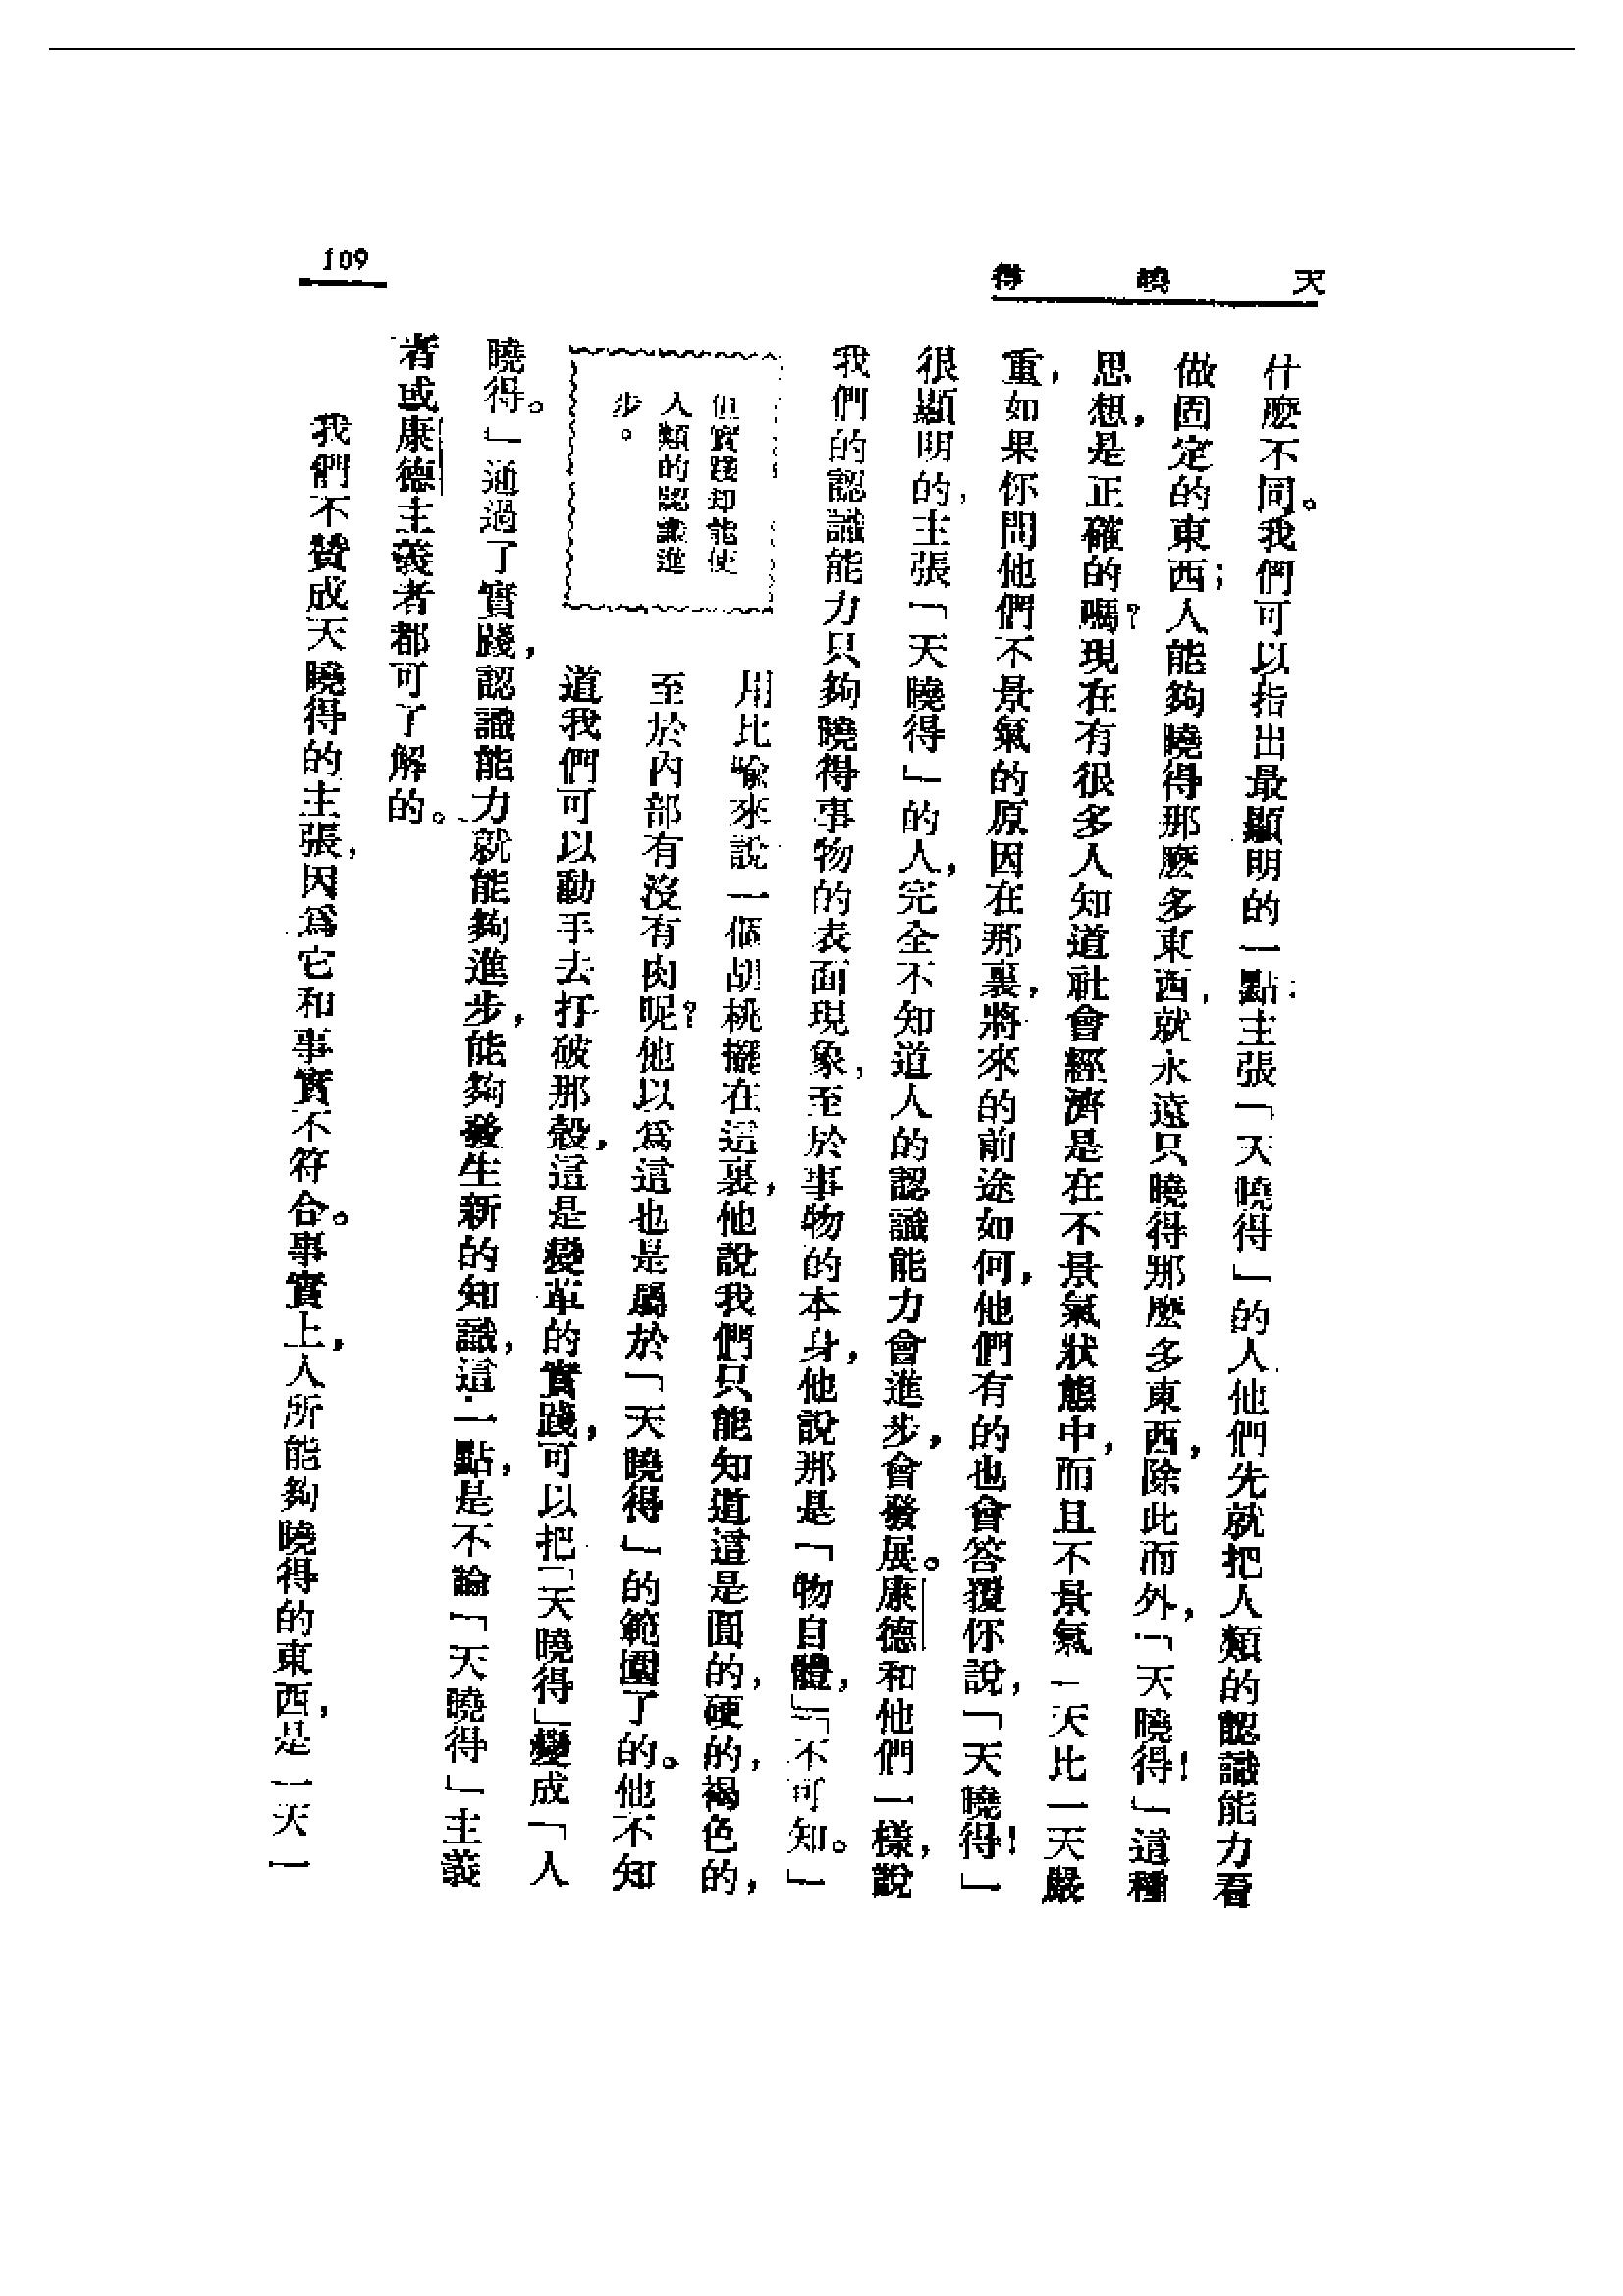 天曉得
109
什麽不同。我們可以指出最顯明的一點:主張「天曉得」的人他們先就把人類的認識能力看
做固定的東西;人能夠曉得那麽多東西,就永遠只曉得那麽多東西,除此而外,「天曉得!」這種
思想,是正確的嗎?現在有很多人知道社會經濟是在不景氣狀態中,而且不景氣一天比一天嚴
重,如果你問他們不景氣的原因在那裏,將來的前途如何,他們有的也會答覆你說,「天曉得!」
很顯明的,主張「天曉得」的人,完全不知道人的認識能力會進步,會發展。康德和他們一樣,說
我們的認識能力只夠曉得事物的表面現象,至於事物的本身,他說那是「物自體,」「不可知。」
用比喻來說一個胡桃擺在這裏,他說我們只能知道這是圓的,硬的,褐色的,
至於內部有沒有肉呢?他以爲這也是屬於「天曉得」的範圍了的。他不知
道我們可以動手去打破那殼,這是變革的實踐,可以把「天曉得」變成「人
但實踐却能使
人類的認識進
步。
曉得。」通過了實踐,認識能力就能夠進步,能夠發生新的知識,這一點,是不論「天曉得」主義
者或康德主義者都可了解的。
我們不贊成天曉得的主張,因爲它和事實不符合。事實上,人所能夠曉得的東西,是一天一